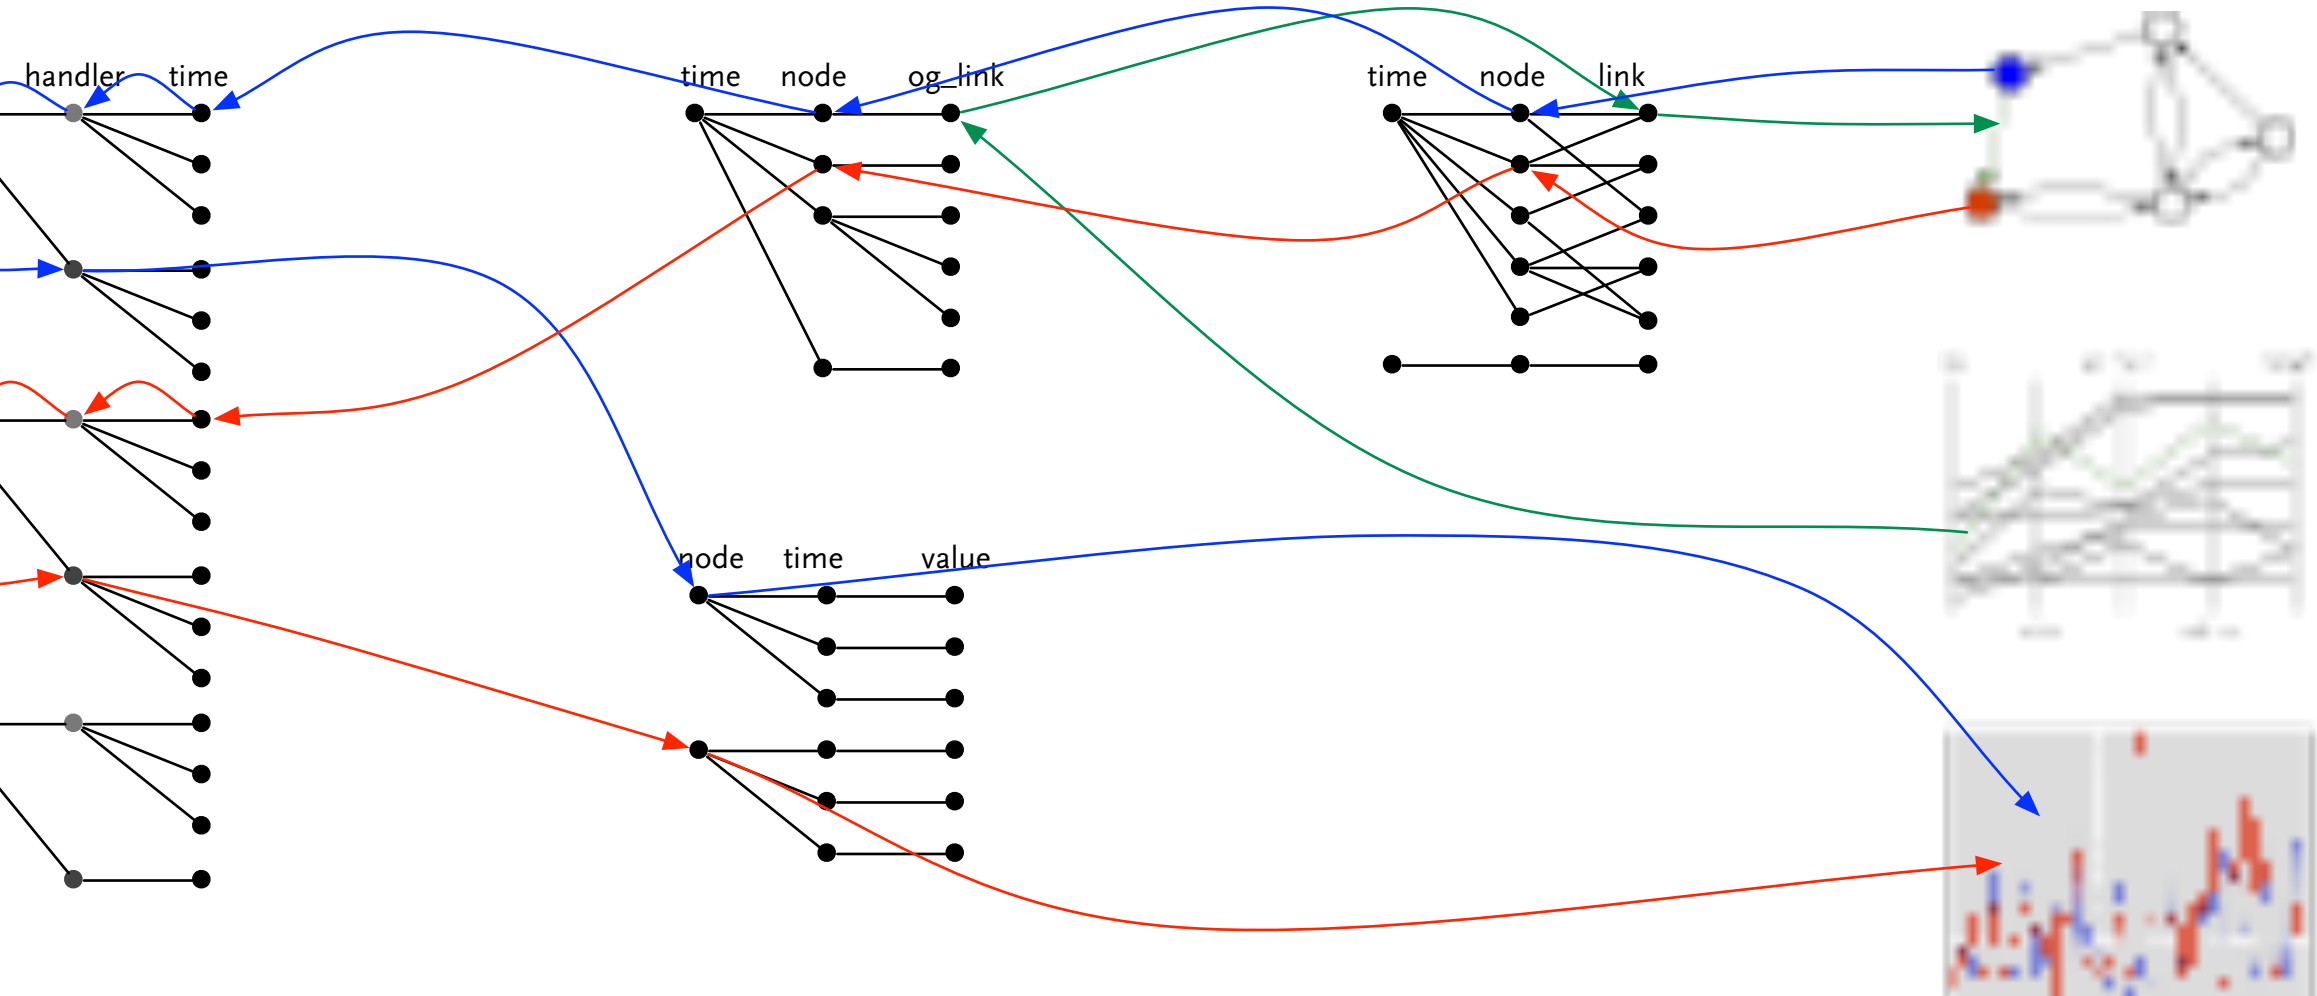 handler time
time node og_link
time node link
node time value